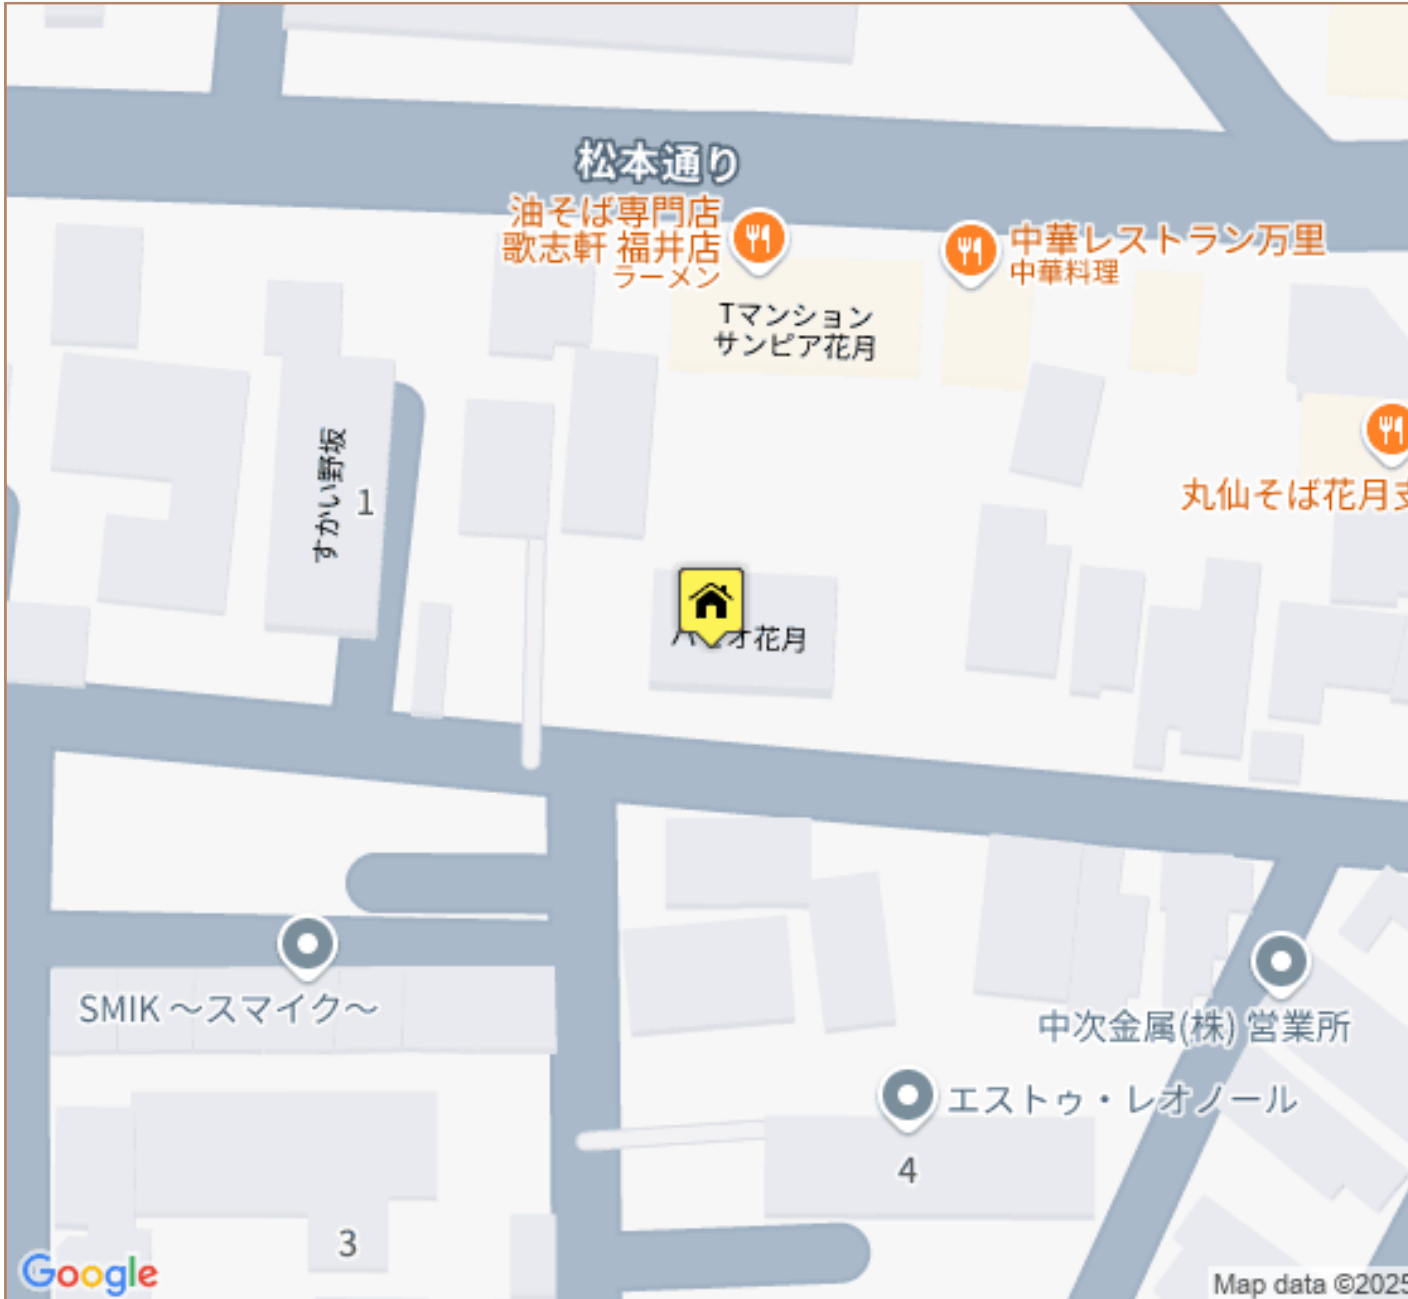 松本通り
油そば専門店
歌志軒 福井店
ラーメン
中華レストラン万里
中華料理
Tマンション
サンピア花月
すかい野坂
1
丸仙そば花月支
オ花月
SMIK ～スマイク～
中次金属(株) 営業所
エストゥ・レオノール
4
3
Google
Map data ©2025